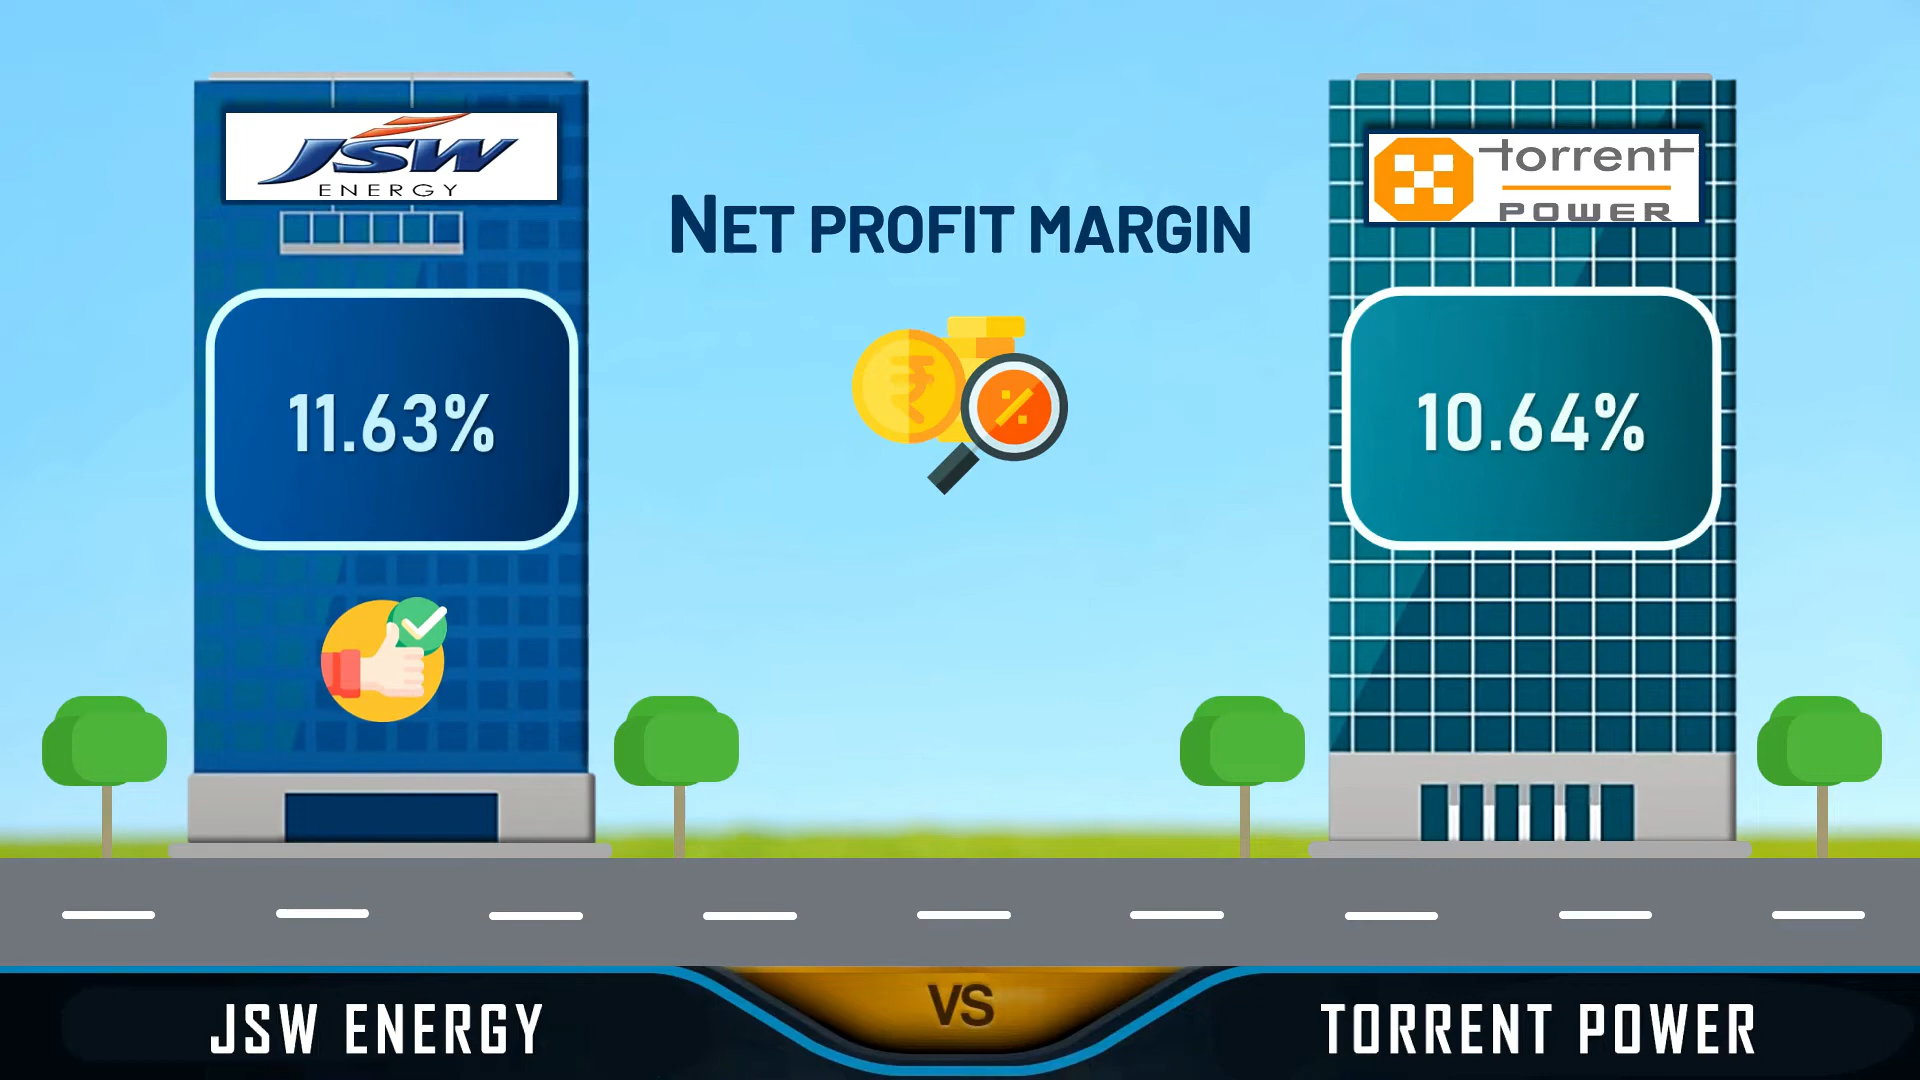 JSW
ENERGY
torrent
POWER
NET PROFIT MARGIN
₹
%
11.63%
10.64%
JSW ENERGY
VS
TORRENT POWER